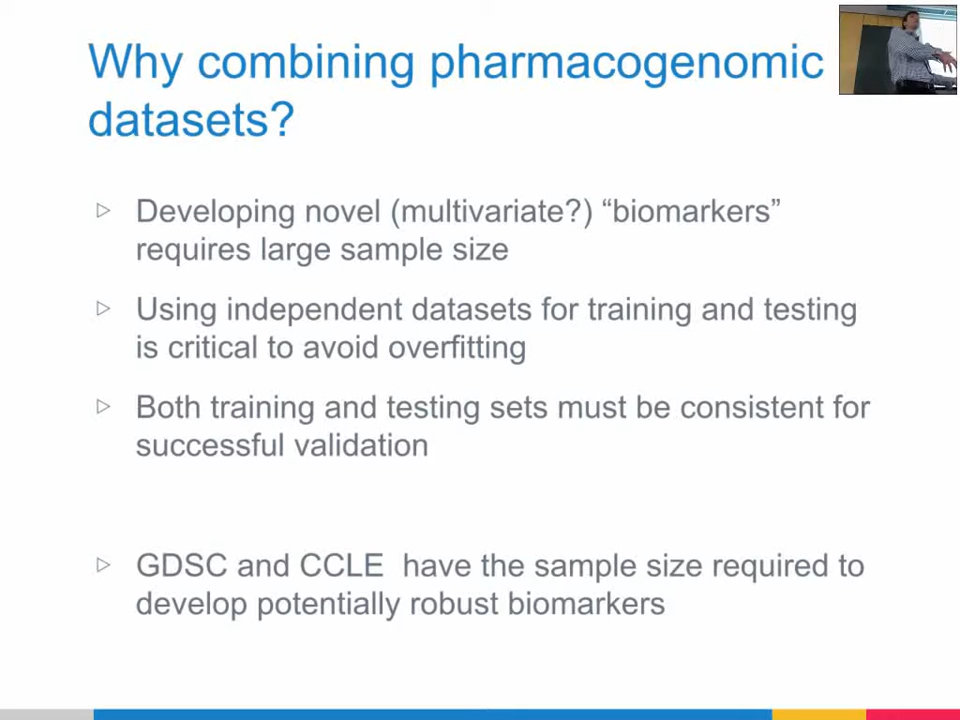 Why combining pharmacogenomic
datasets?
Developing novel (multivariate?) “biomarkers”
requires large sample size
Using independent datasets for training and testing
is critical to avoid overfitting
Both training and testing sets must be consistent for
successful validation
GDSC and CCLE have the sample size required to
develop potentially robust biomarkers